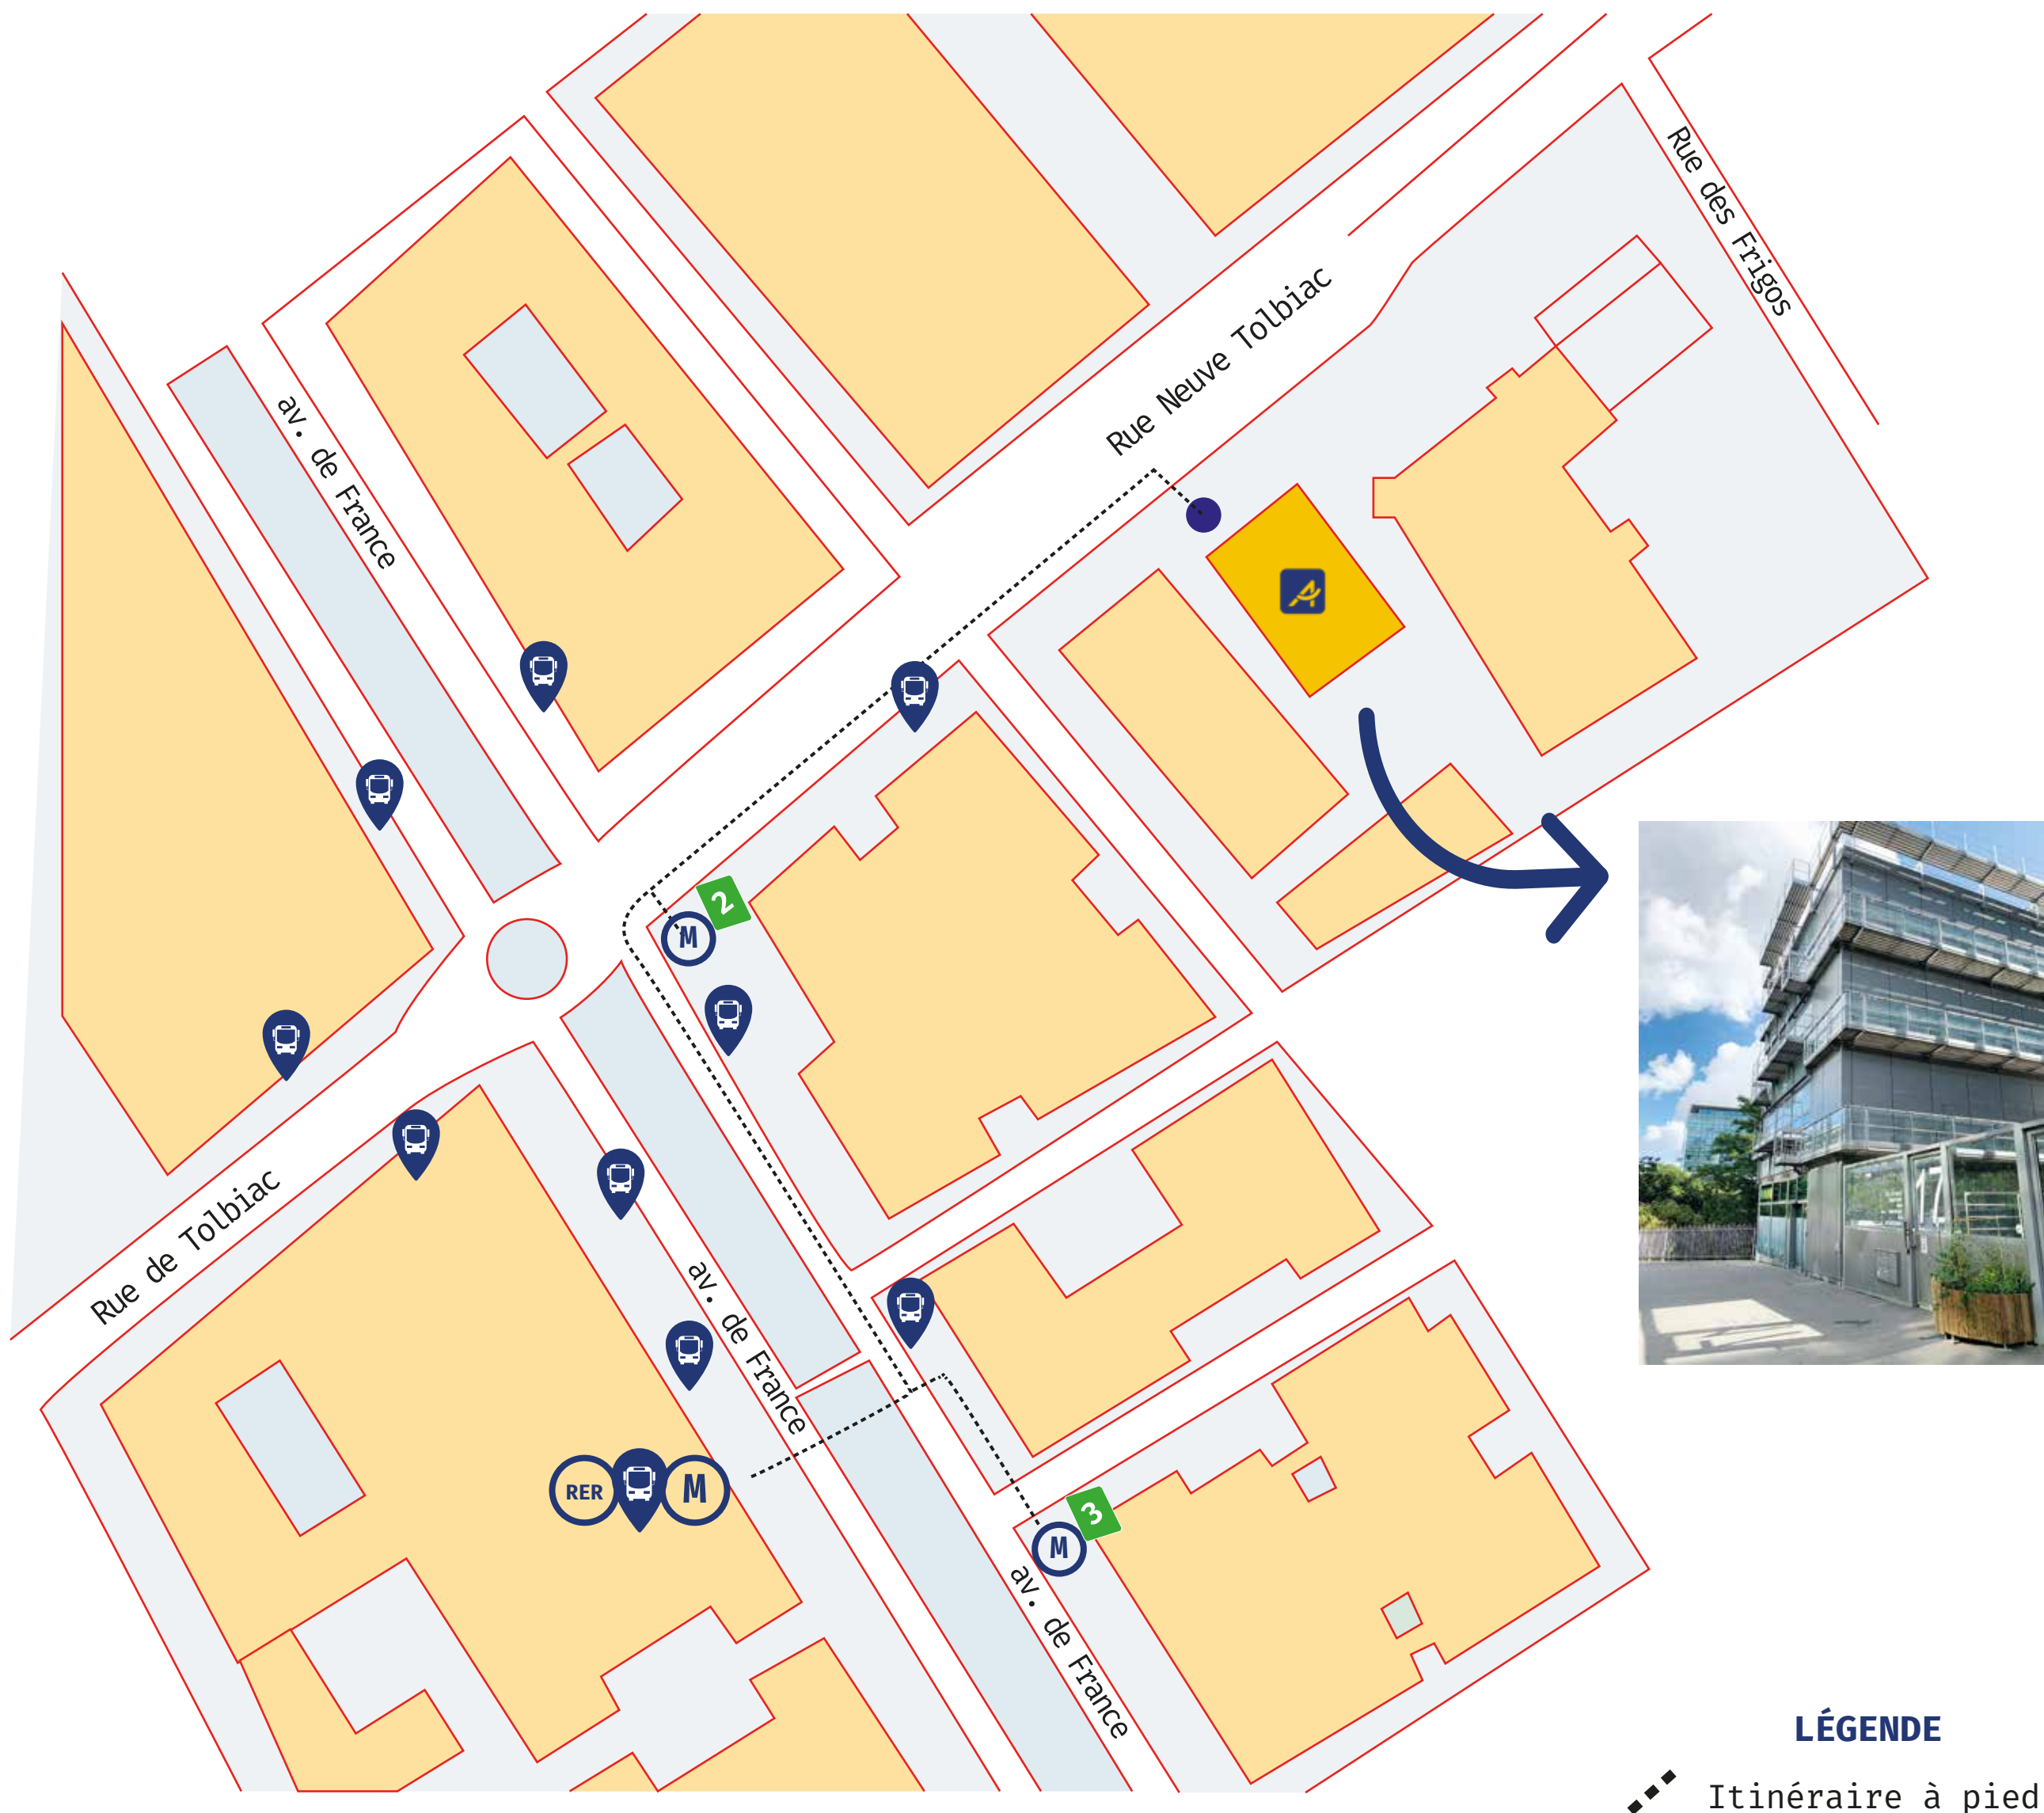 Rue des Frigos
Rue Neuve Tolbiac
av. de France
2
M
Rue de Tolbiac
av. de France
RER
M
3
M
av. de France
LÉGENDE
Itinéraire à pied